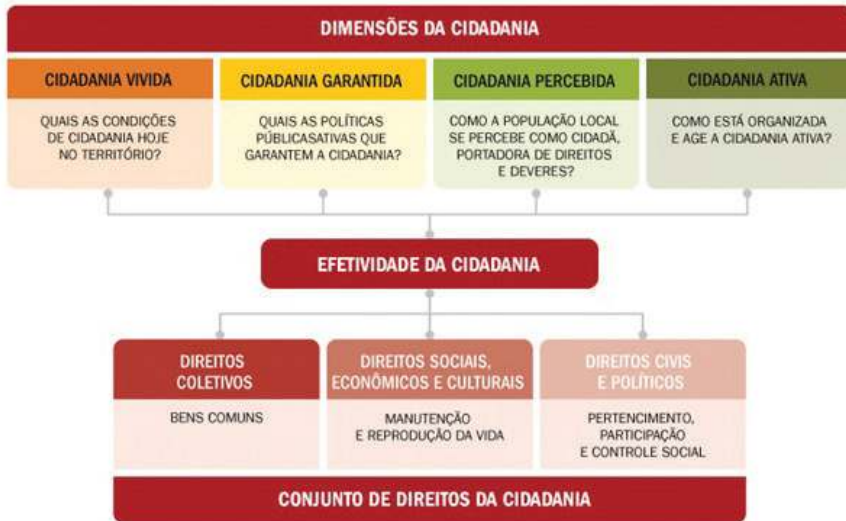 DIMENSÕES DA CIDADANIA
CIDADANIA VIVIDA
QUAIS AS CONDIÇÕES
DE CIDADANIA HOJE
NO TERRITÓRIO?
CIDADANIA GARANTIDA
QUAIS AS POLÍTICAS
PÚBLICASATIVAS QUE
GARANTEM A CIDADANIA?
CIDADANIA PERCEBIDA
COMO A POPULAÇÃO LOCAL
SE PERCEBE COMO CIDADÃ,
PORTADORA DE DIREITOS
E DEVERES?
CIDADANIA ATIVA
COMO ESTÁ ORGANIZADA
E AGE A CIDADANIA ATIVA?
EFETIVIDADE DA CIDADANIA
DIREITOS
COLETIVOS
BENS COMUNS
DIREITOS SOCIAIS,
ECONÔMICOS E CULTURAIS
MANUTENÇÃO
E REPRODUÇÃO DA VIDA
DIREITOS CIVIS
E POLÍTICOS
PERTENCIMENTO,
PARTICIPAÇÃO
E CONTROLE SOCIAL
CONJUNTO DE DIREITOS DA CIDADANIA